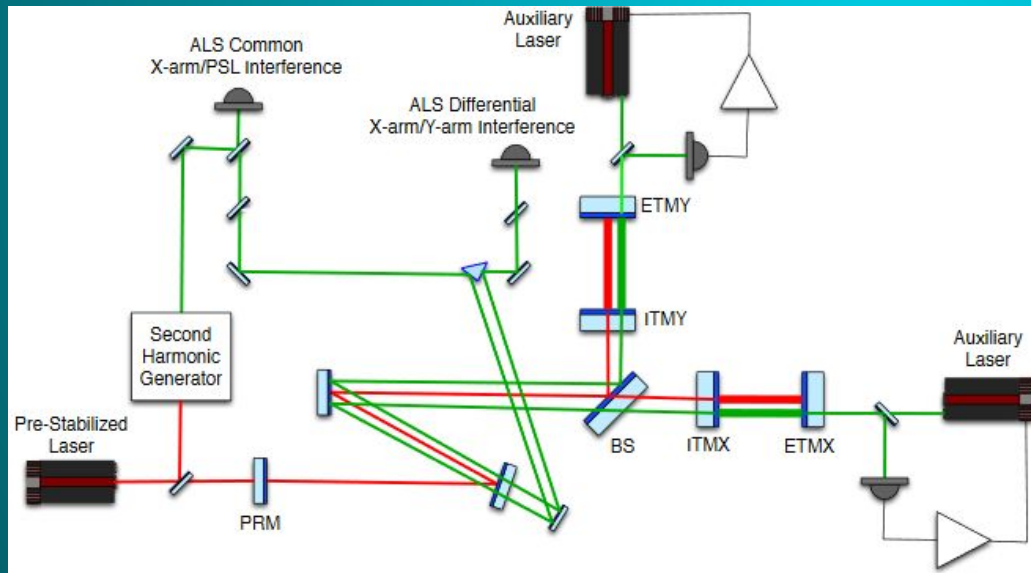 Auxiliary
Laser
ALS Common
X-arm/PSL Interference
ALS Differential
X-arm/Y-arm Interference
ETMY
ITMY
Second
Harmonic
Generator
Auxiliary
Laser
Pre-Stabilized
Laser
BS
ITMX
ETMX
PRM